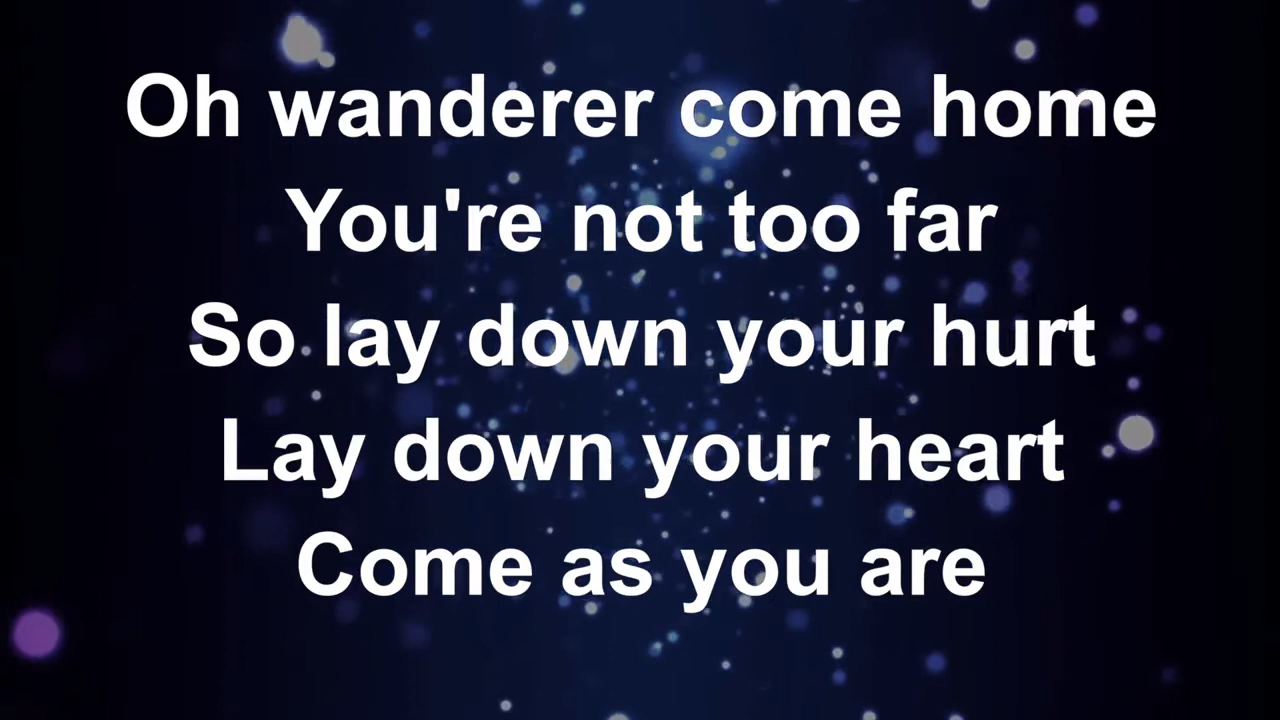 Oh wanderer come home
You're not too far
So lay down your hurt
Lay down your heart
Come as you are